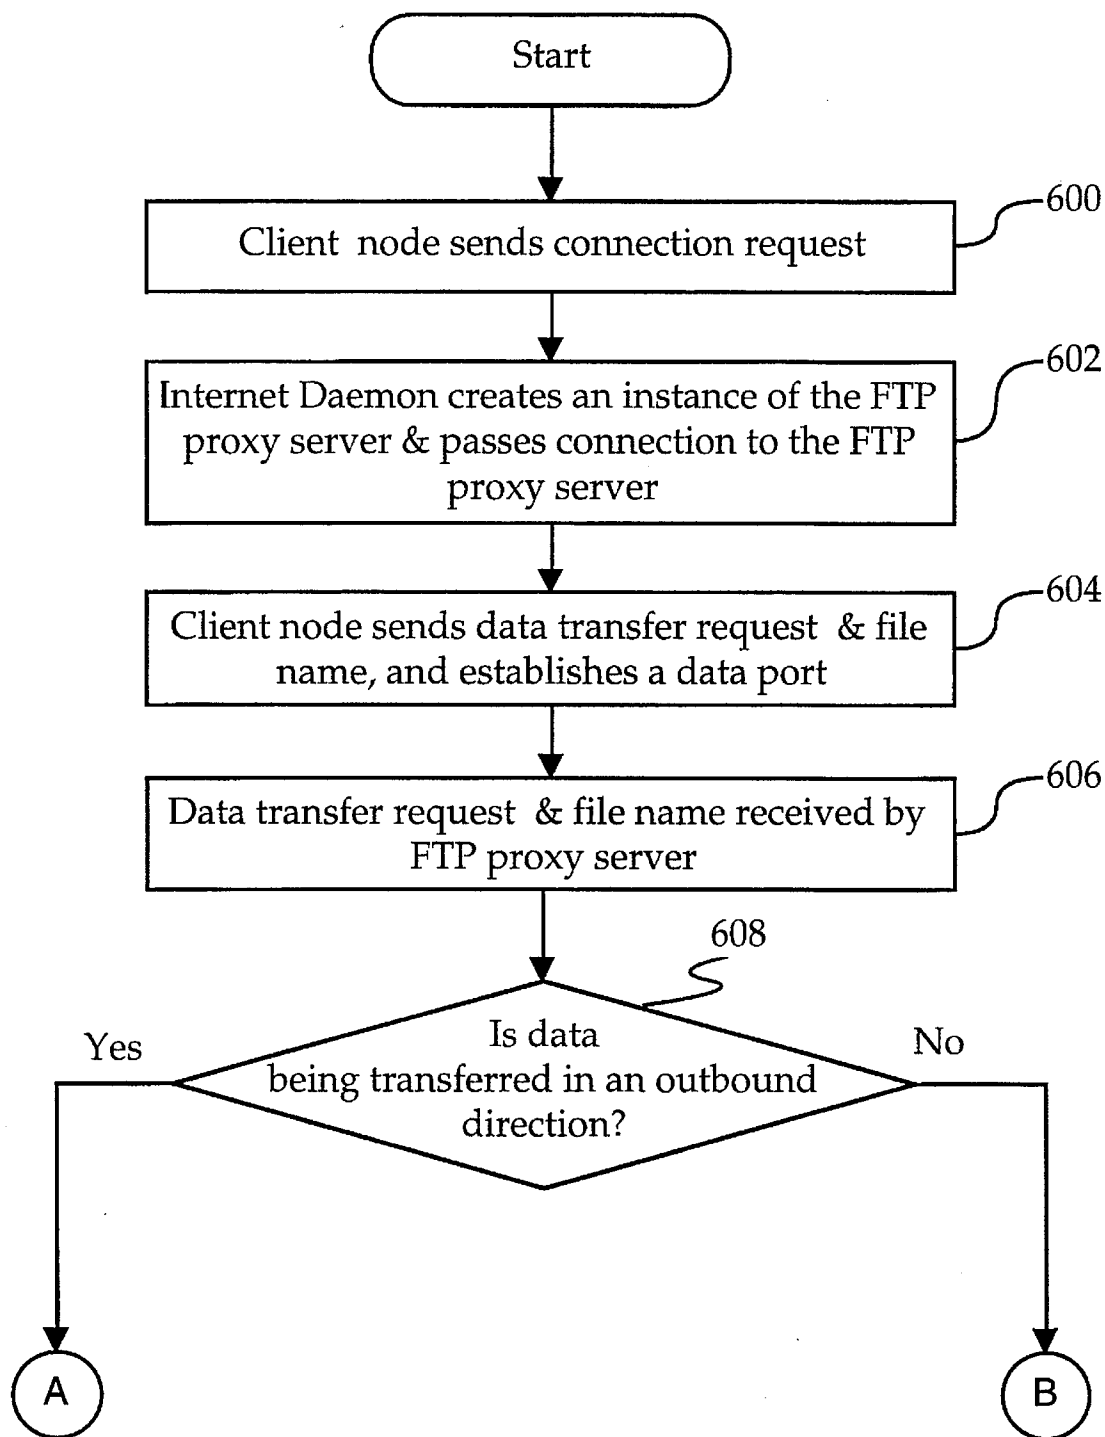 Start
600
Client node sends connection request
602
Internet Daemon creates an instance of the FTP
proxy server & passes connection to the FTP
proxy server
604
Client node sends data transfer request & file
name, and establishes a data port
606
Data transfer request & file name received by
FTP proxy server
608
Yes
No
Is data
being transferred in an outbound
direction?
A
B